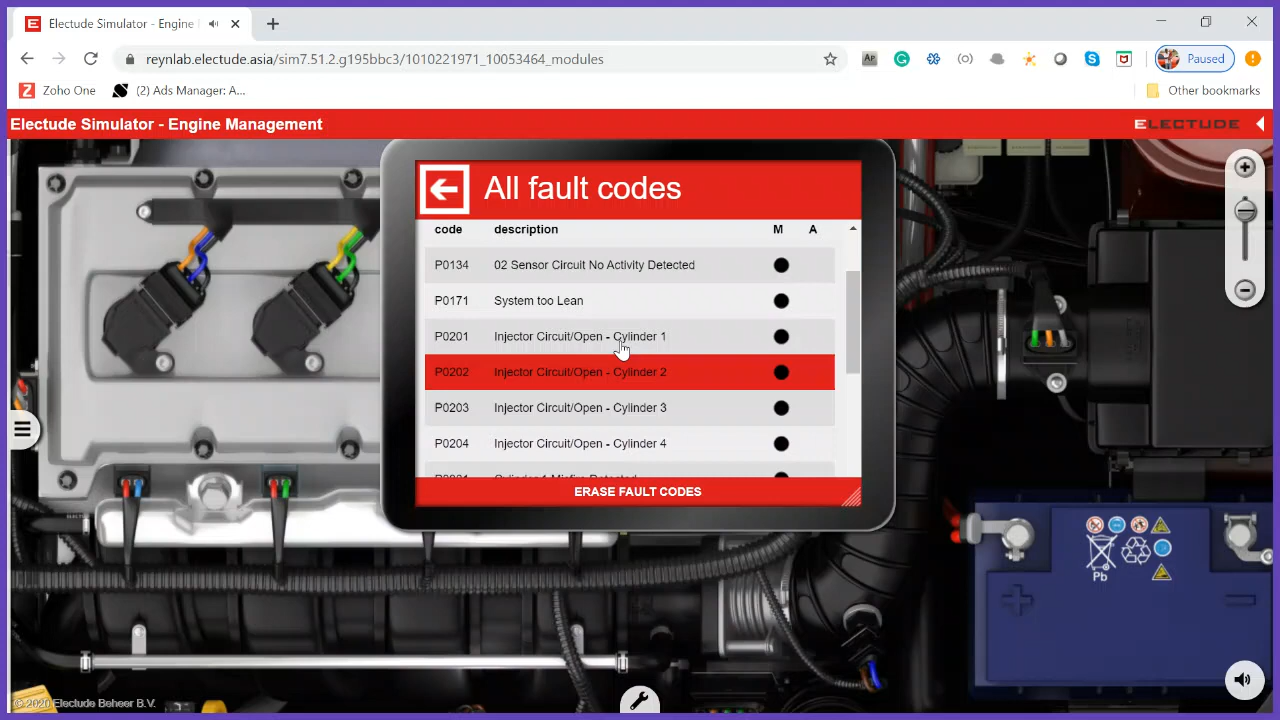 Electude Simulator - Engine
reynlab.electude.asia/sim7.51.2.g195bbc3/1010221971_10053464_modules
AP
Paused
Zoho One
(2) Ads Manager: A...
Other bookmarks
Electude Simulator - Engine Management
ELECTUDE
All fault codes
code description M A
P0134 02 Sensor Circuit No Activity Detected
P0171 System too Lean
P0201 Injector Circuit/Open - Cylinder 1
P0202 Injector Circuit/Open - Cylinder 2
P0203 Injector Circuit/Open - Cylinder 3
P0204 Injector Circuit/Open - Cylinder 4
ERASE FAULT CODES
Pb
© 2020 Electude Beheer B.V.